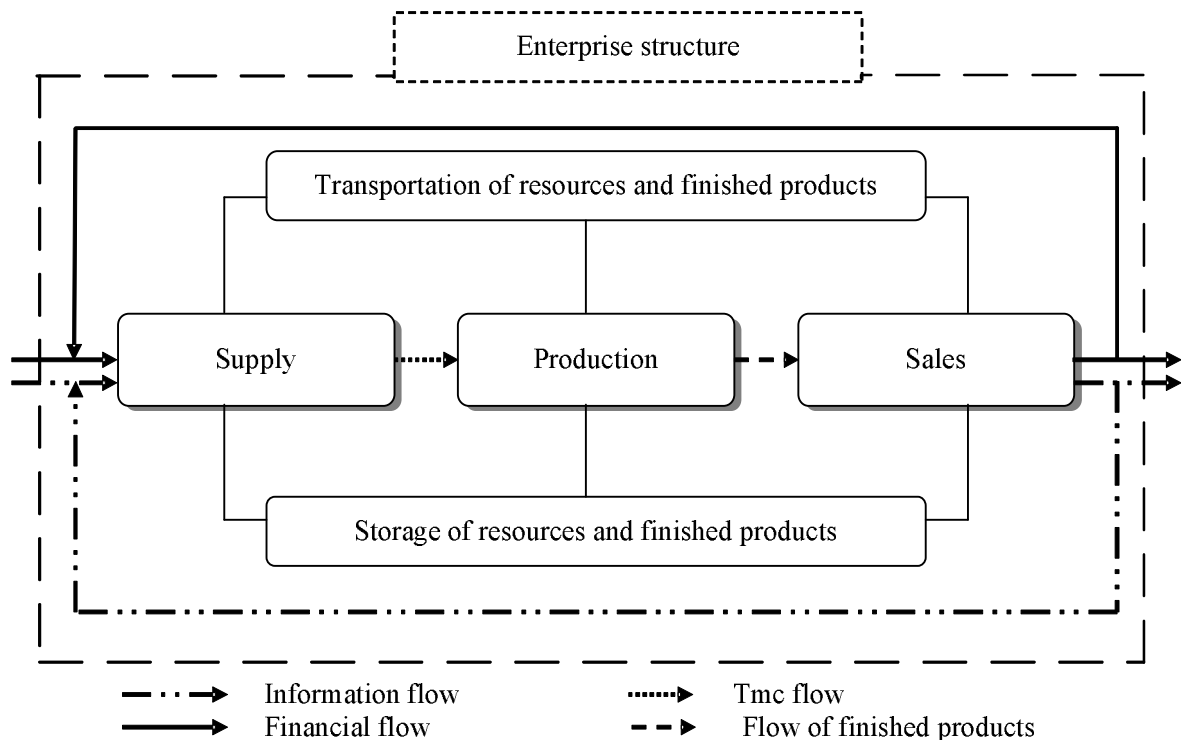 Enterprise structure
Transportation of resources and finished products
Supply
Production
Sales
Storage of resources and finished products
Information flow
Tmc flow
Financial flow
Flow of finished products